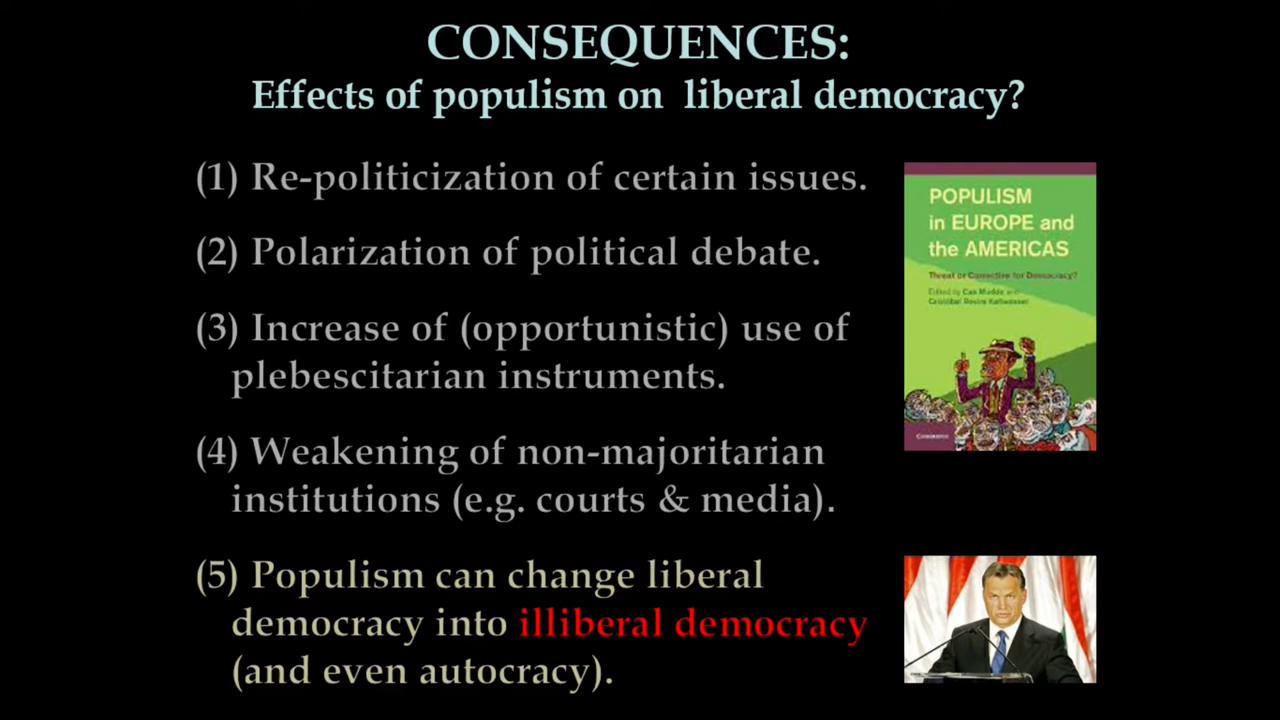 CONSEQUENCES:
Effects of populism on liberal democracy?
(1) Re-politicization of certain issues.
(2) Polarization of political debate.
(3) Increase of (opportunistic) use of
plebescitarian instruments.
(4) Weakening of non-majoritarian
institutions (e.g. courts & media).
(5) Populism can change liberal
democracy into illiberal democracy
(and even autocracy).
POPULISM
in EUROPE and
the AMERICAS
Threat or Corrective for Democracy?
Edited by Cas Mudde and
Cristóbal Rovira Kaltwasser